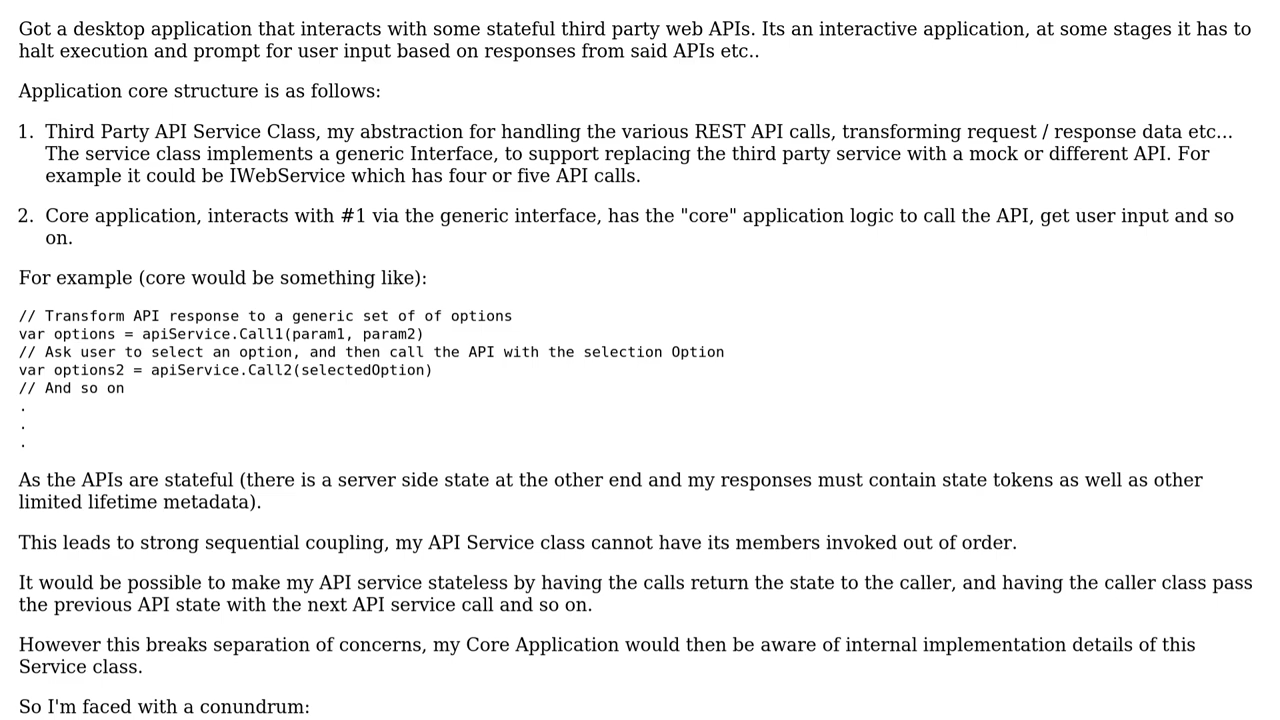 Got a desktop application that interacts with some stateful third party web APIs. Its an interactive application, at some stages it has to
halt execution and prompt for user input based on responses from said APIs etc..
Application core structure is as follows:
1. Third Party API Service Class, my abstraction for handling the various REST API calls, transforming request / response data etc...
The service class implements a generic Interface, to support replacing the third party service with a mock or different API. For
example it could be IWebService which has four or five API calls.
2. Core application, interacts with #1 via the generic interface, has the "core" application logic to call the API, get user input and so
on.
For example (core would be something like):
// Transform API response to a generic set of of options
var options = apiService.Call1(param1, param2)
// Ask user to select an option, and then call the API with the selection Option
var options2 = apiService.Call2(selectedOption)
// And so on
.
.
.
As the APIs are stateful (there is a server side state at the other end and my responses must contain state tokens as well as other
limited lifetime metadata).
This leads to strong sequential coupling, my API Service class cannot have its members invoked out of order.
It would be possible to make my API service stateless by having the calls return the state to the caller, and having the caller class pass
the previous API state with the next API service call and so on.
However this breaks separation of concerns, my Core Application would then be aware of internal implementation details of this
Service class.
So I'm faced with a conundrum: